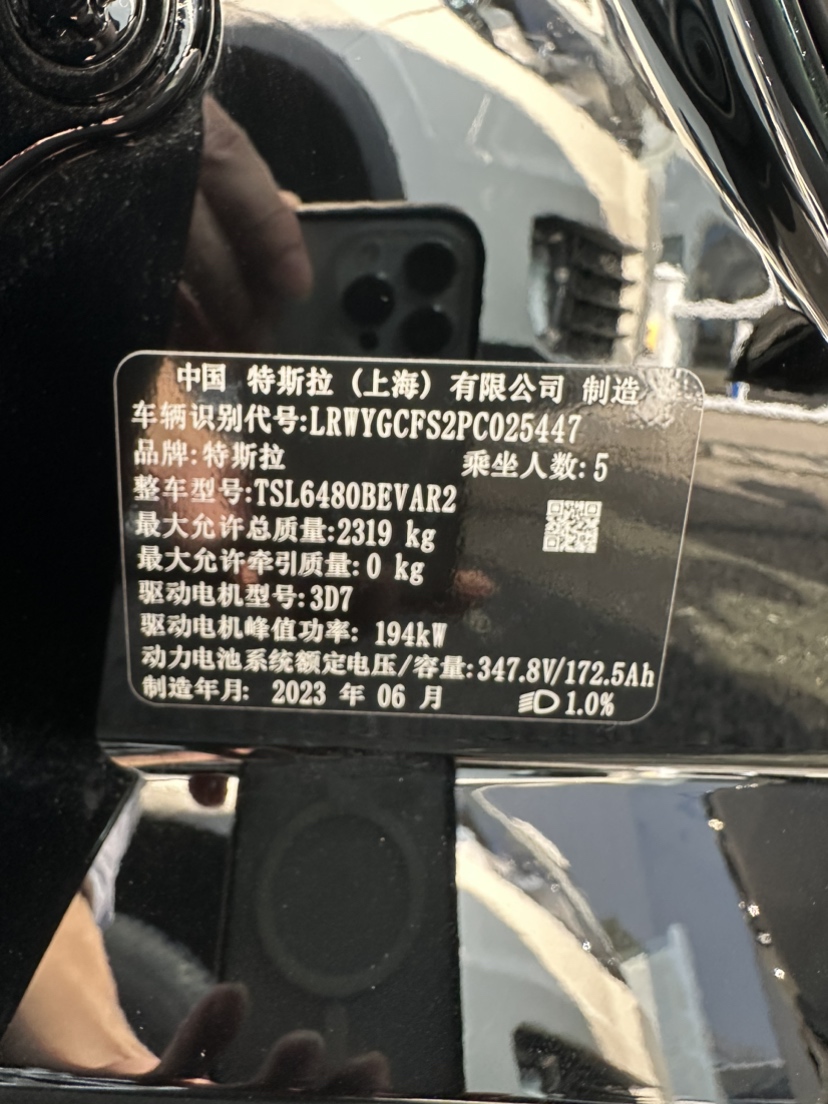 中国 特斯拉 (上海) 有限公司 制造
车辆识别代号:LRWYGCFS2PC025447
品牌:特斯拉 乘坐人数:5
整车型号:TSL6480BEVAR2
最大允许总质量:2319 kg
最大允许牵引质量:0 kg
驱动电机型号:3D7
驱动电机峰值功率: 194kW
动力电池系统额定电压/容量:347.8V/172.5Ah
制造年月: 2023 年 06 月 1.0%